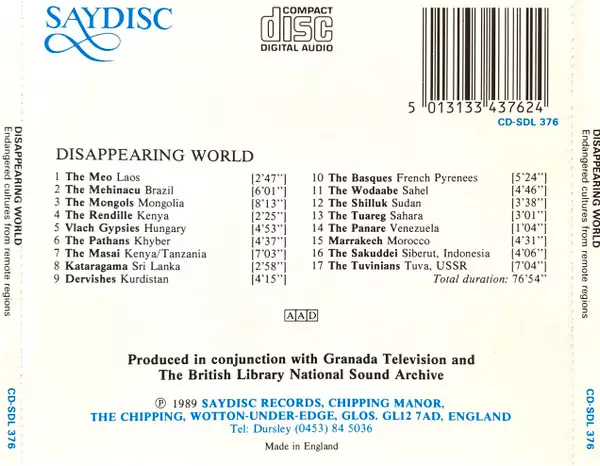 SAYDISC
COMPACT
disc
DIGITAL AUDIO
5 013133 437624
CD-SDL 376
DISAPPEARING WORLD
1 The Meo Laos [2'47"]
2 The Mehinacu Brazil [6'01"]
3 The Mongols Mongolia [8'13"]
4 The Rendille Kenya [2'25"]
5 Vlach Gypsies Hungary [4'53"]
6 The Pathans Khyber [4'37"]
7 The Masai Kenya/Tanzania [7'03"]
8 Kataragama Sri Lanka [2'58"]
9 Dervishes Kurdistan [4'15"]
10 The Basques French Pyrenees [5'24"]
11 The Wodaabe Sahel [4'46"]
12 The Shilluk Sudan [3'38"]
13 The Tuareg Sahara [3'01"]
14 The Panare Venezuela [1'04"]
15 Marrakech Morocco [4'31"]
16 The Sakuddei Siberut, Indonesia [4'06"]
17 The Tuvinians Tuva, USSR [7'04"]
Total duration: 76'54"
AAD
Produced in conjunction with Granada Television and
The British Library National Sound Archive
℗ 1989 SAYDISC RECORDS, CHIPPING MANOR,
THE CHIPPING, WOTTON-UNDER-EDGE, GLOS. GL12 7AD, ENGLAND
Tel: Dursley (0453) 84 5036
Made in England
DISAPPEARING WORLD
Endangered cultures from remote regions
CD-SDL 376
DISAPPEARING WORLD
Endangered cultures from remote regions
CD-SDL 376